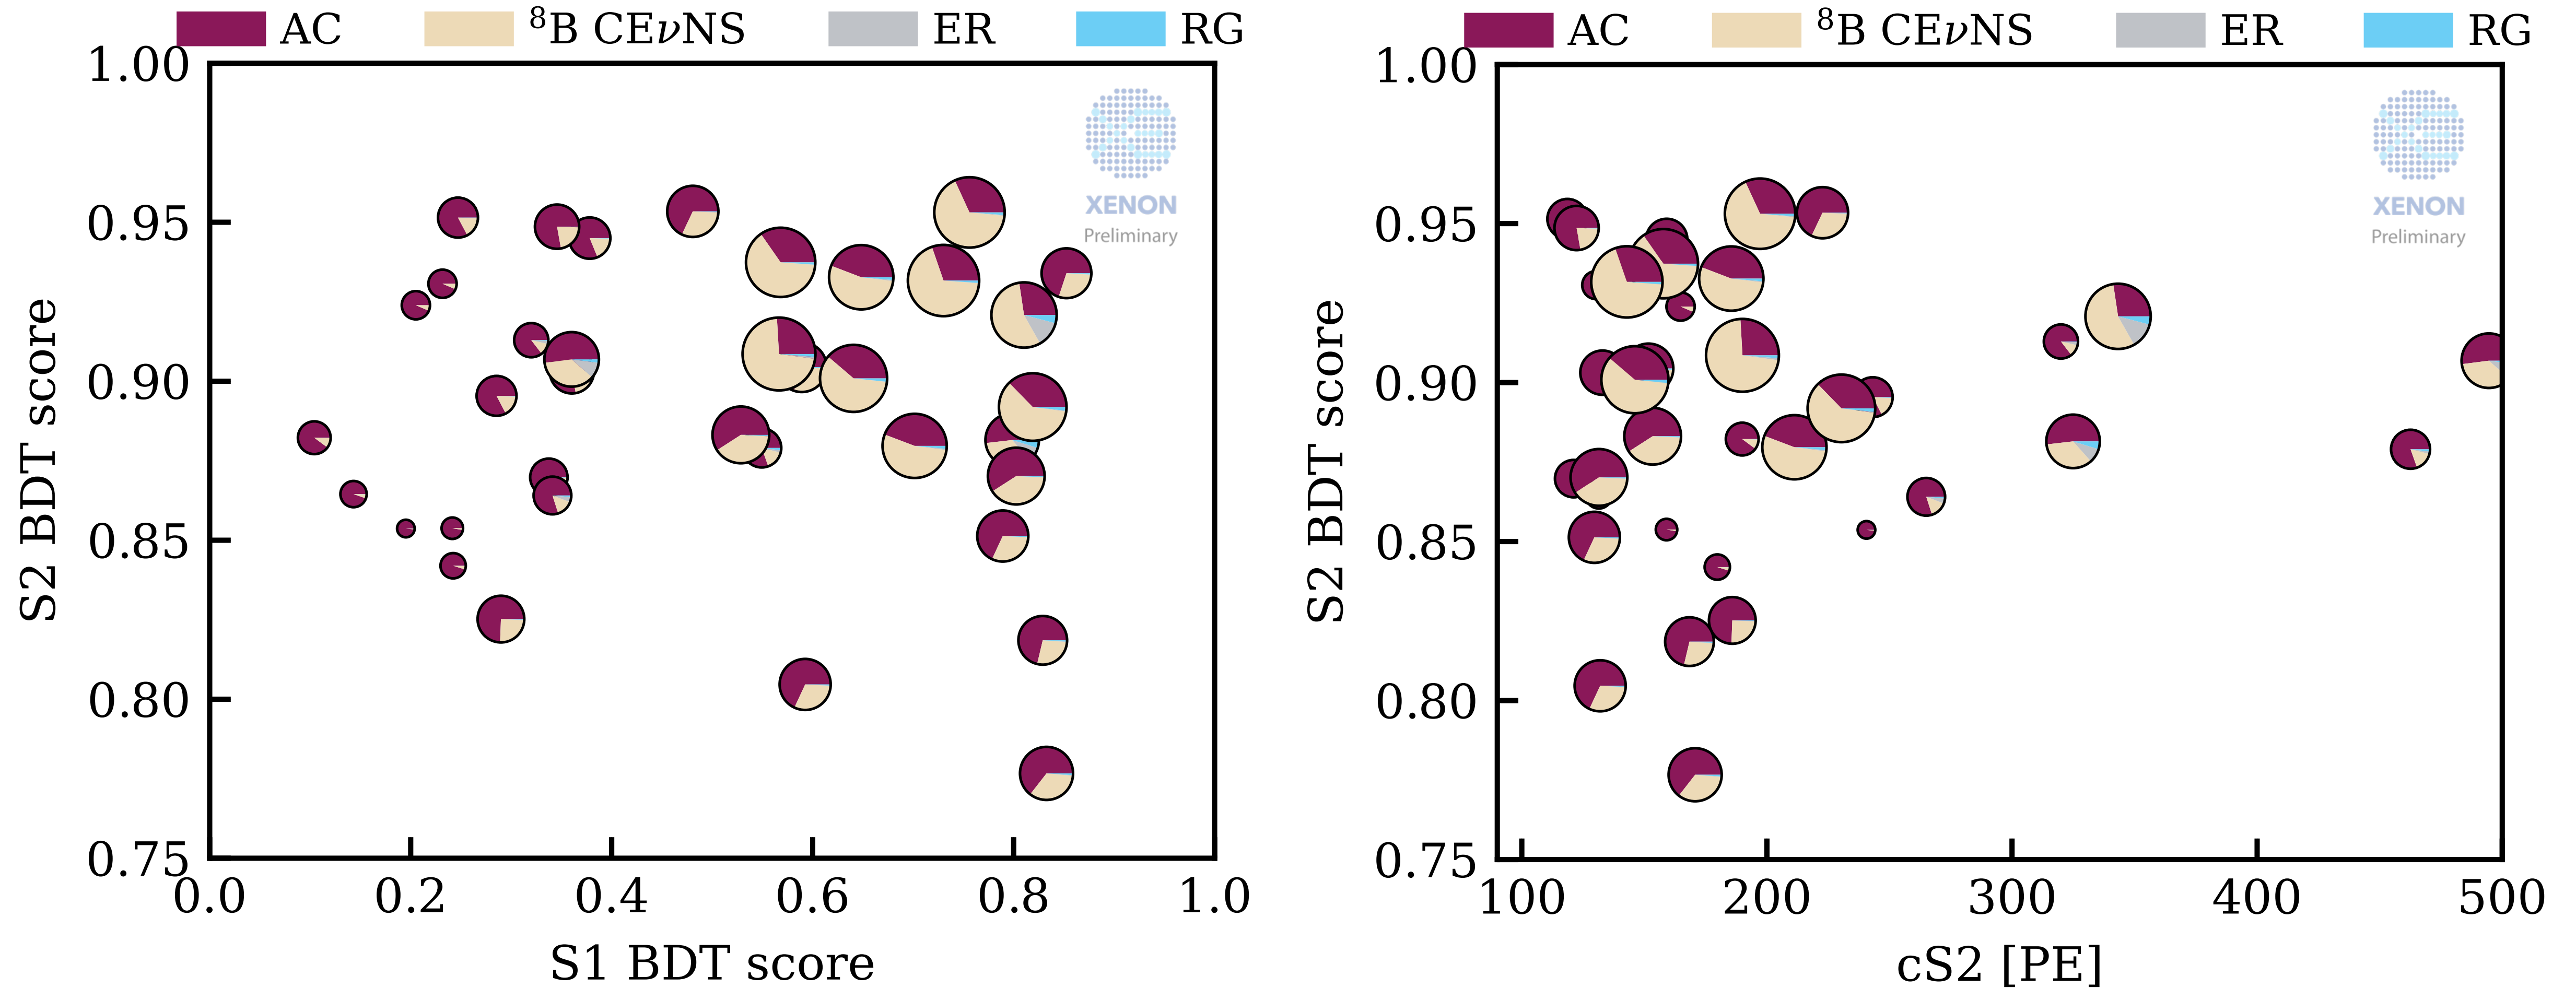 AC ⁸B CEνNS ER RG
1.00
0.95
0.90
0.85
0.80
0.75
S2 BDT score
XENON
Preliminary
0.0 0.2 0.4 0.6 0.8 1.0
S1 BDT score
AC ⁸B CEνNS ER RG
1.00
0.95
0.90
0.85
0.80
0.75
S2 BDT score
XENON
Preliminary
100 200 300 400 500
cS2 [PE]